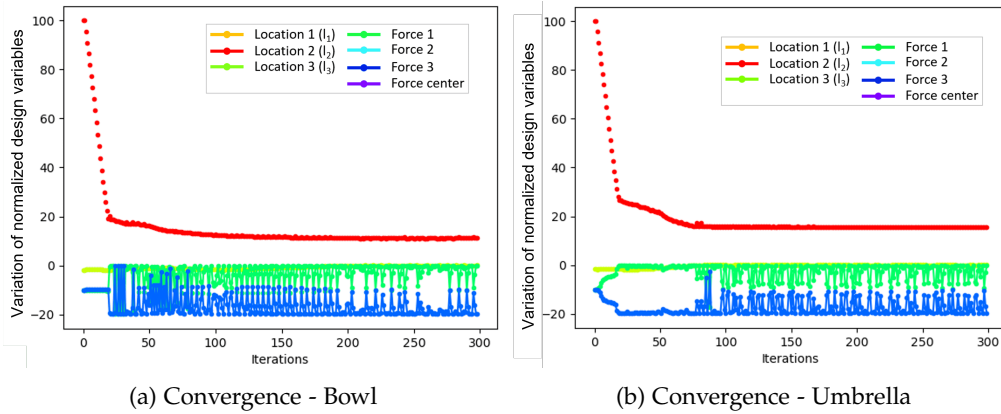 Variation of normalized design variables
100
80
60
40
20
0
−20
Location 1 (l₁)
Location 2 (l₂)
Location 3 (l₃)
Force 1
Force 2
Force 3
Force center
0 50 100 150 200 250 300
Iterations
(a) Convergence - Bowl
Variation of normalized design variables
100
80
60
40
20
0
−20
Location 1 (l₁)
Location 2 (l₂)
Location 3 (l₃)
Force 1
Force 2
Force 3
Force center
0 50 100 150 200 250 300
Iterations
(b) Convergence - Umbrella